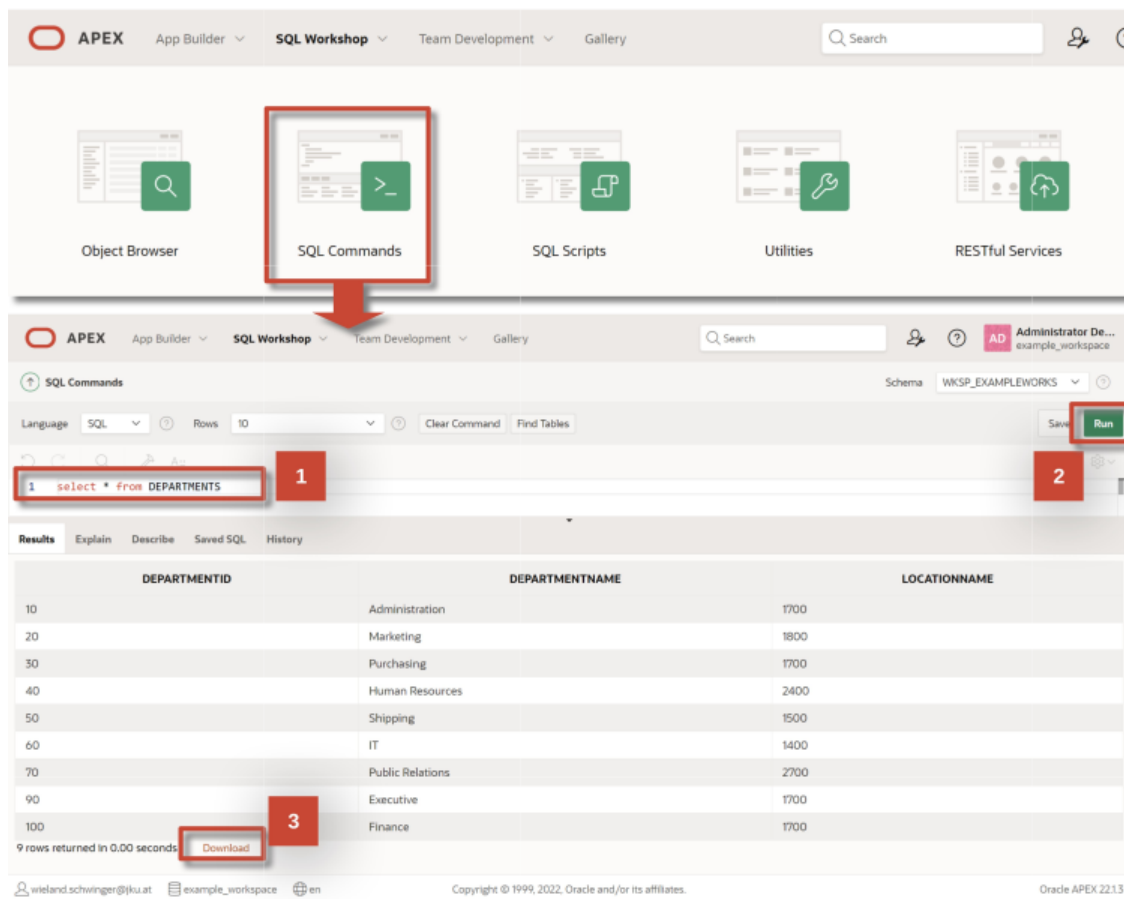 APEX App Builder SQL Workshop Team Development Gallery Search
Object Browser SQL Commands SQL Scripts Utilities RESTful Services
APEX App Builder SQL Workshop Team Development Gallery Search ? AD Administrator De...
example_workspace
SQL Commands Schema WKSP_EXAMPLEWORKS ?
Language SQL ? Rows 10 ? Clear Command Find Tables Save Run
1 2
1 select * from DEPARTMENTS
Results Explain Describe Saved SQL History
DEPARTMENTID DEPARTMENTNAME LOCATIONNAME
10 Administration 1700
20 Marketing 1800
30 Purchasing 1700
40 Human Resources 2400
50 Shipping 1500
60 IT 1400
70 Public Relations 2700
90 Executive 1700
100 Finance 1700
3
9 rows returned in 0.00 seconds Download
wieland.schwinger@jku.at example_workspace en Copyright © 1999, 2022, Oracle and/or its affiliates. Oracle APEX 22.1.3